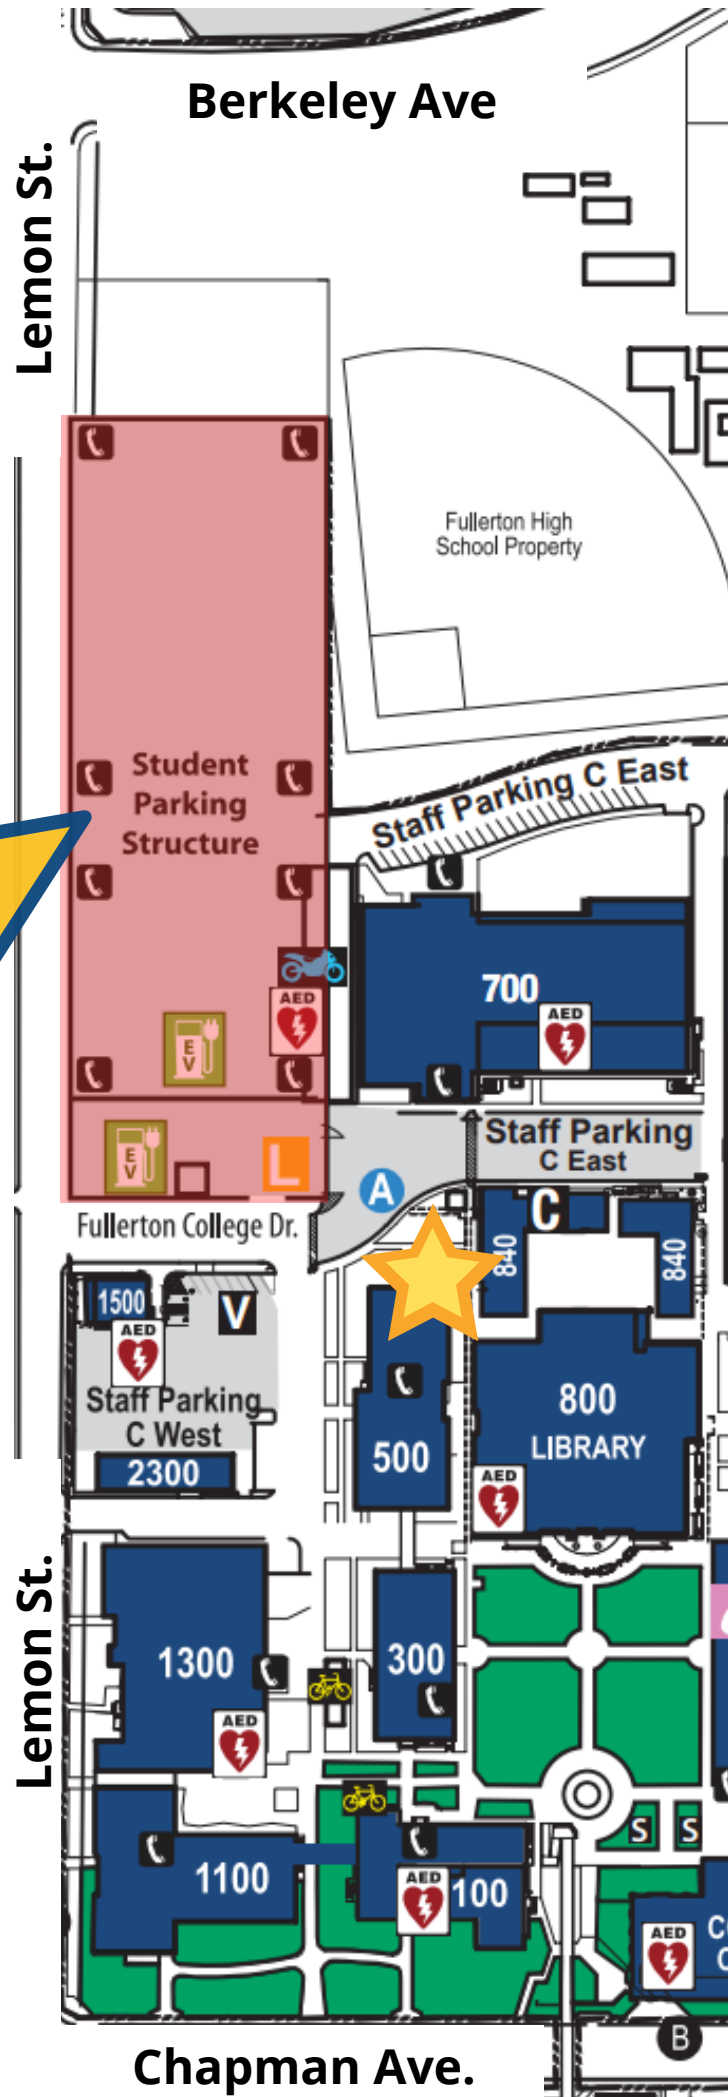 Berkeley Ave
Lemon St.
Fullerton High
School Property
Student
Parking
Structure
Staff Parking C East
700
AED
AED
EV
EV
L
A
Staff Parking
C East
Fullerton College Dr.
C
840
840
1500
V
AED
Staff Parking
C West
2300
800
LIBRARY
500
AED
1300
300
AED
Lemon St.
S
S
1100
100
AED
AED
B
Chapman Ave.